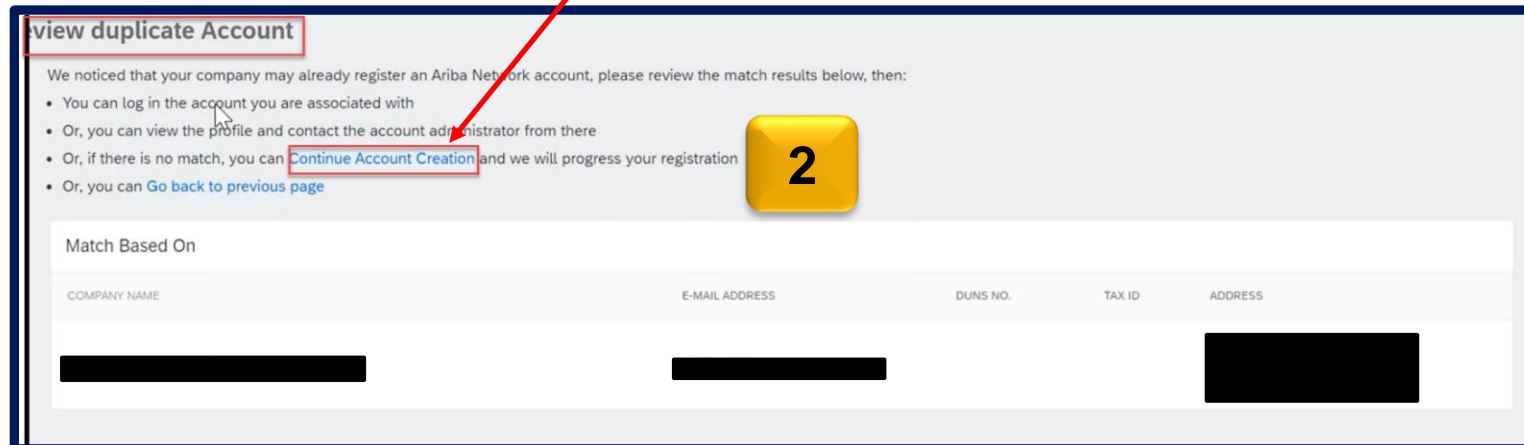 eview duplicate Account
We noticed that your company may already register an Ariba Network account, please review the match results below, then:
• You can log in the account you are associated with
• Or, you can view the profile and contact the account administrator from there
• Or, if there is no match, you can Continue Account Creation and we will progress your registration
• Or, you can Go back to previous page
2
Match Based On
COMPANY NAME E-MAIL ADDRESS DUNS NO. TAX ID ADDRESS